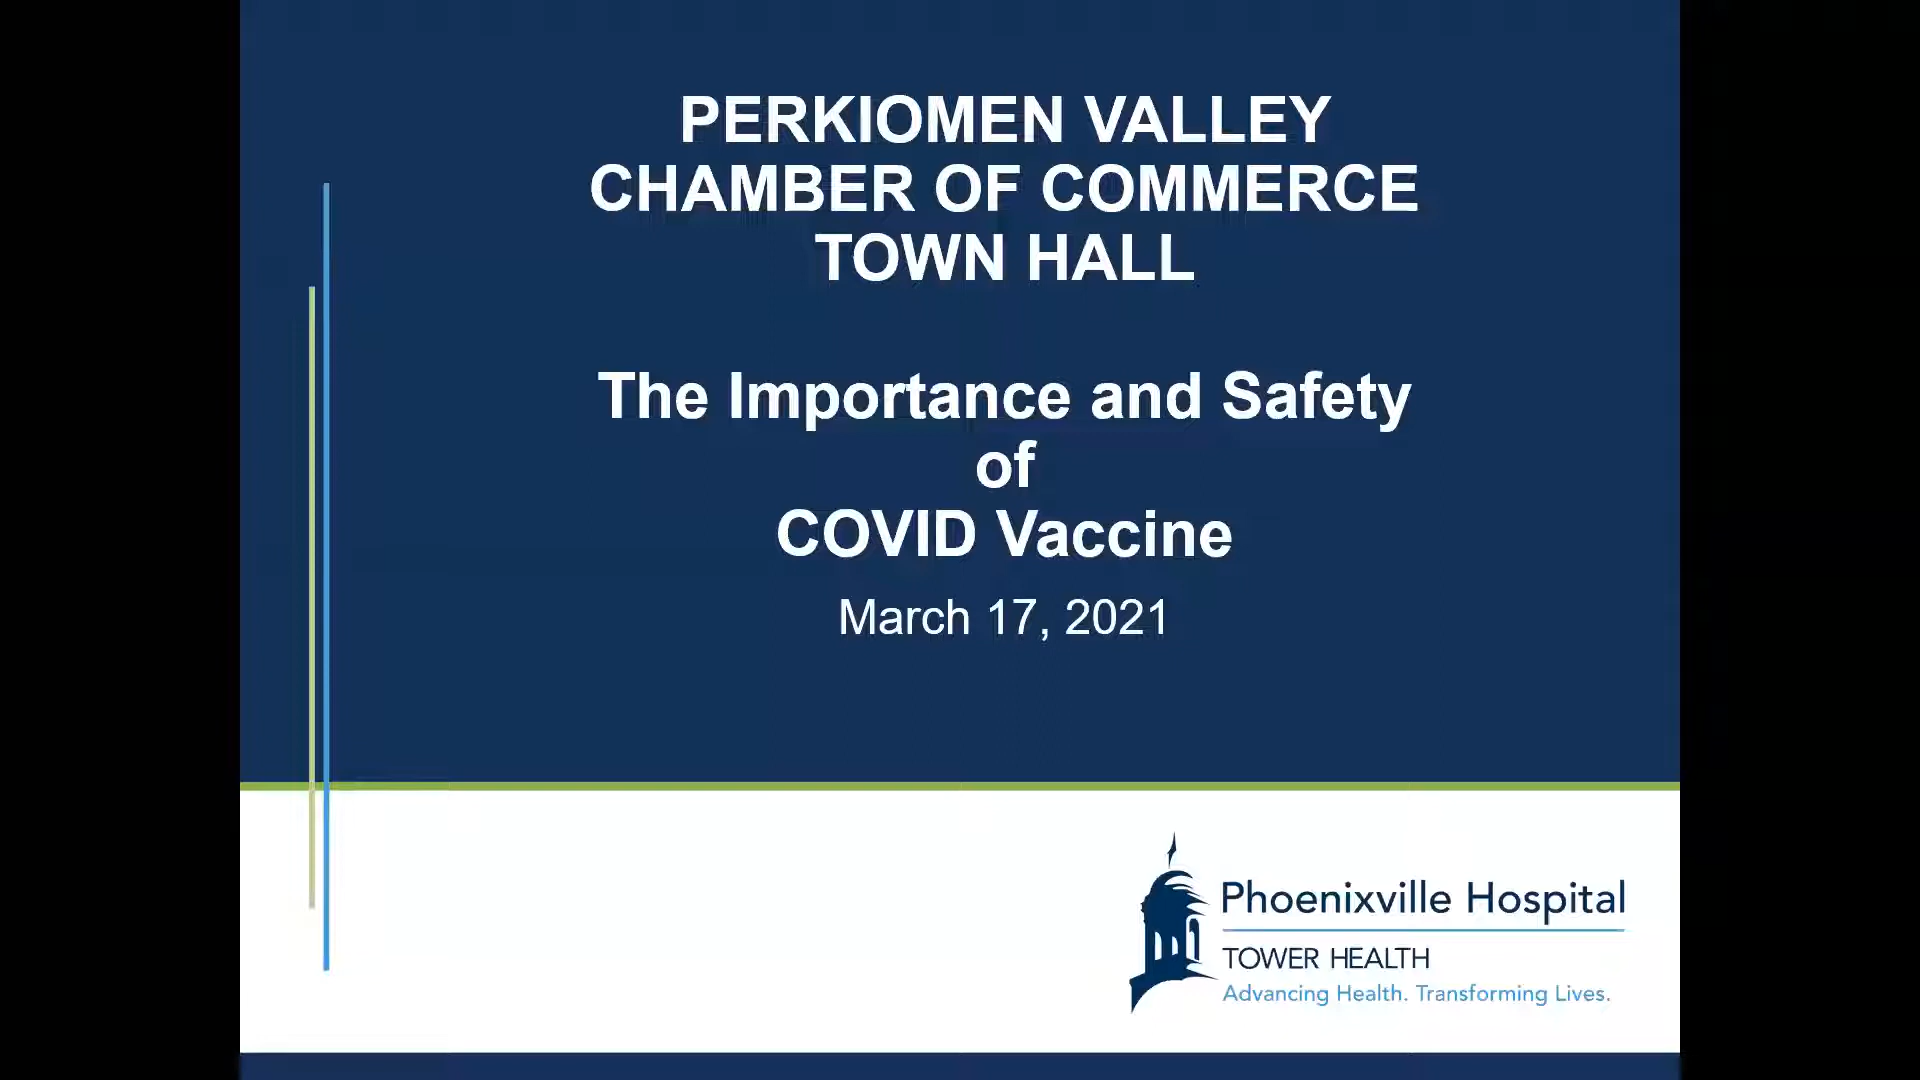 PERKIOMEN VALLEY
CHAMBER OF COMMERCE
TOWN HALL
The Importance and Safety
of
COVID Vaccine
March 17, 2021
Phoenixville Hospital
TOWER HEALTH
Advancing Health. Transforming Lives.